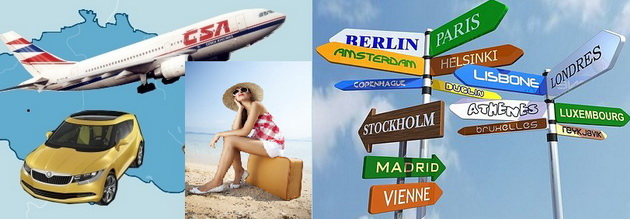 CSA
BERLIN
PARIS
AMSTERDAM
HELSINKI
COPENHAGUE
DUBLIN
LISBONE
LONDRES
ATHENES
LUXEMBOURG
STOCKHOLM
BRUXELLES
REYKJAVIK
MADRID
VIENNE